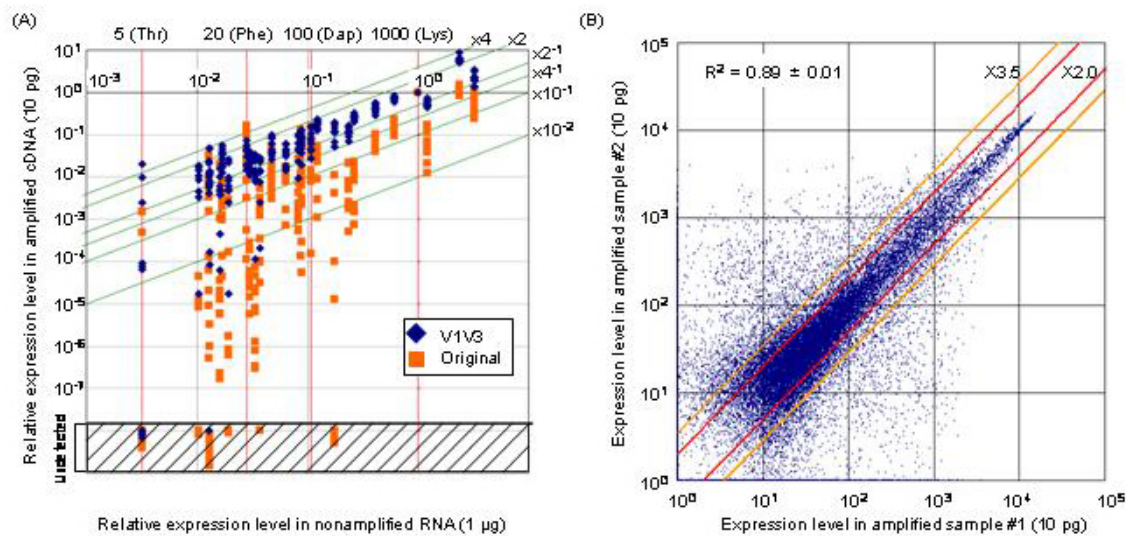 (A)
5 (Thr) 20 (Phe) 100 (Dap) 1000 (Lys)
x4 x2
x2-1
x4-1
x10-1
x10-2
10-3 10-2 10-1 100
101
100
10-1
10-2
10-3
10-4
10-5
10-6
10-7
Undetected
Relative expression level in amplified cDNA (10 pg)
V1V3
Original
Relative expression level in nonamplified RNA (1 µg)
(B)
R2 = 0.89 ± 0.01
X3.5 X2.0
105
104
103
102
101
100
100 101 102 103 104 105
Expression level in amplified sample #2 (10 pg)
Expression level in amplified sample #1 (10 pg)